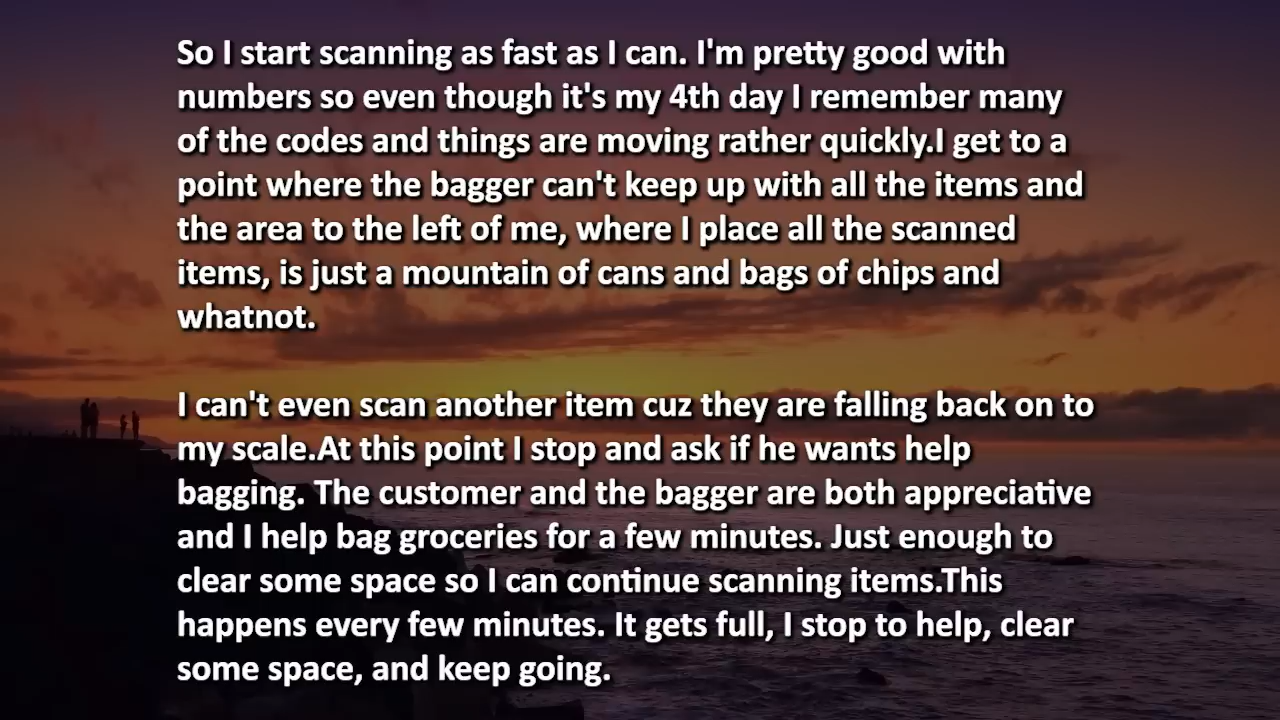 So I start scanning as fast as I can. I'm pretty good with
numbers so even though it's my 4th day I remember many
of the codes and things are moving rather quickly.I get to a
point where the bagger can't keep up with all the items and
the area to the left of me, where I place all the scanned
items, is just a mountain of cans and bags of chips and
whatnot.
I can't even scan another item cuz they are falling back on to
my scale.At this point I stop and ask if he wants help
bagging. The customer and the bagger are both appreciative
and I help bag groceries for a few minutes. Just enough to
clear some space so I can continue scanning items.This
happens every few minutes. It gets full, I stop to help, clear
some space, and keep going.